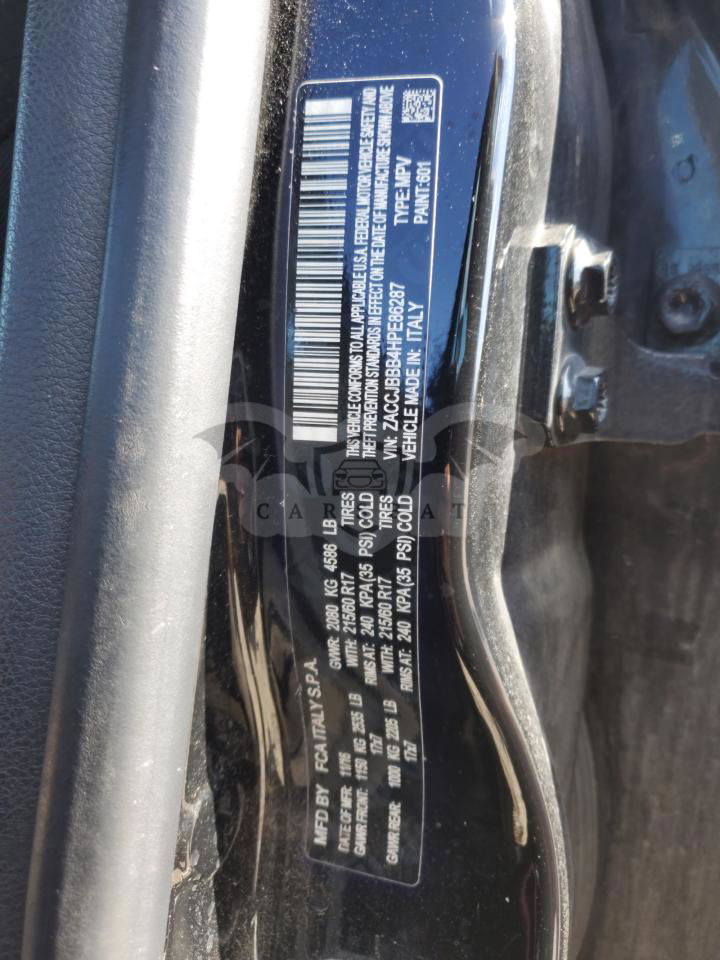 MFD BY FCA ITALY S.P.A.
DATE OF MFR: 11/16 GVWR: 2080 KG 4586 LB
GAWR FRONT: 1150 KG 2535 LB WITH: 215/60 R17 TIRES
17x7 RIMS AT: 240 KPA(35 PSI) COLD
GAWR REAR: 1000 KG 2205 LB WITH: 215/60 R17 TIRES
17x7 RIMS AT: 240 KPA(35 PSI) COLD
THIS VEHICLE CONFORMS TO ALL APPLICABLE U.S.A. FEDERAL MOTOR VEHICLE SAFETY AND
THEFT PREVENTION STANDARDS IN EFFECT ON THE DATE OF MANUFACTURE SHOWN ABOVE
VIN: ZACCJBBB4HPE86287 TYPE:MPV
VEHICLE MADE IN: ITALY PAINT:601